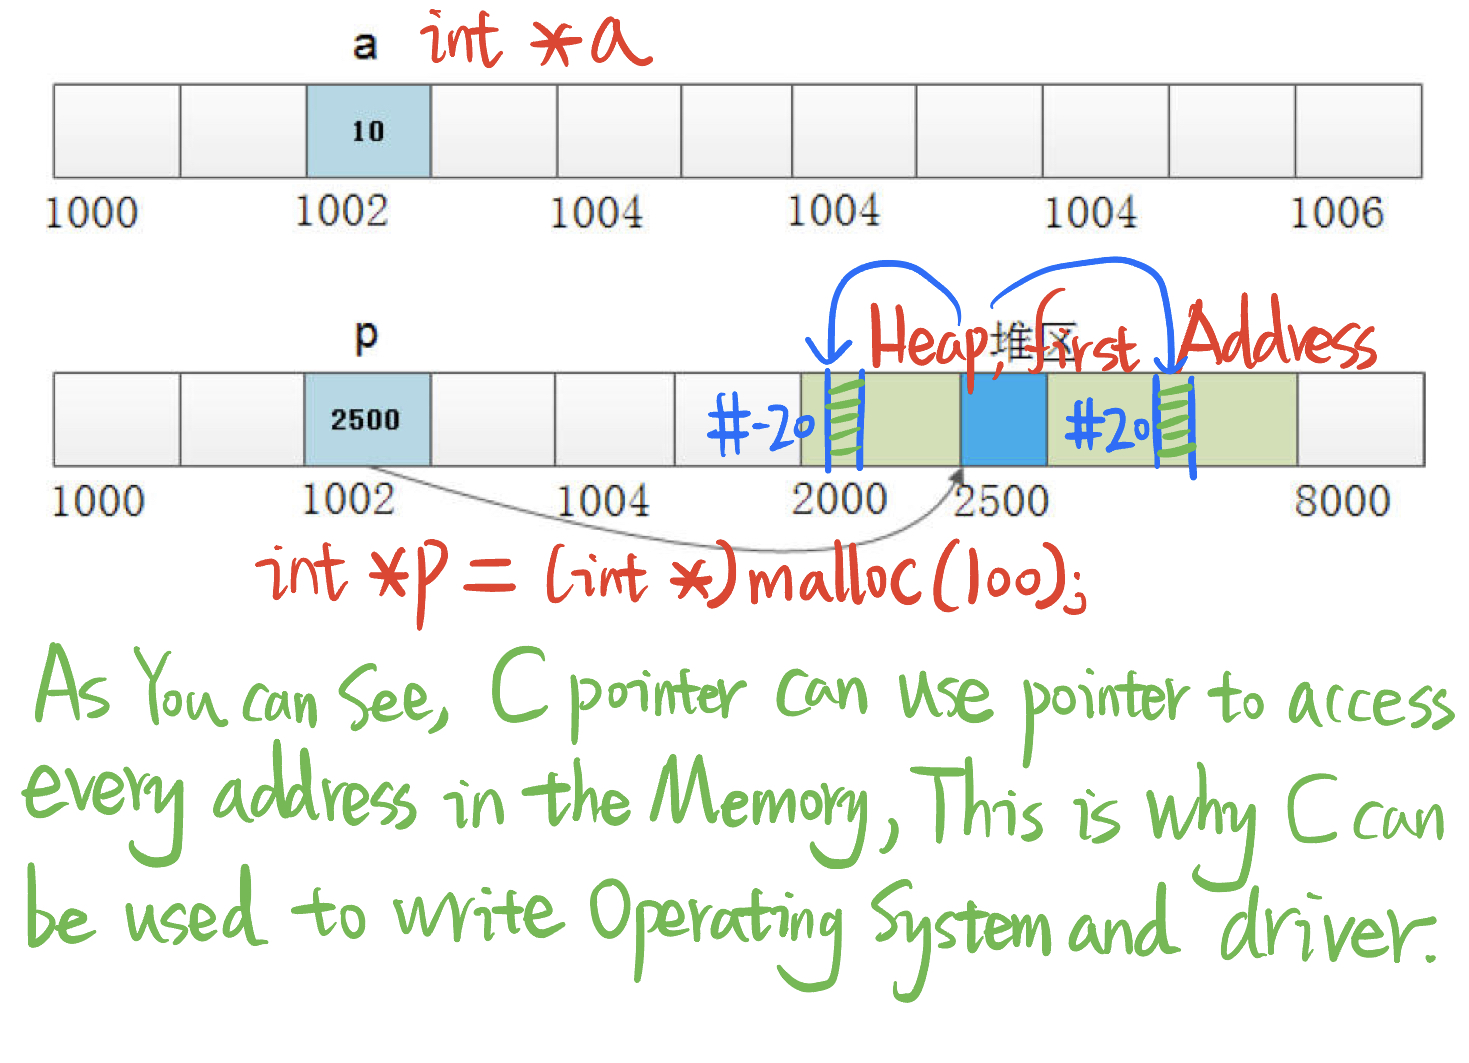 a int *a
10
1000 1002 1004 1004 1004 1006
p 堆区 Heap, first Address
2500 #-20 #20
1000 1002 1004 2000 2500 8000
int *p = (int *)malloc(100);
As You can See, C pointer can use pointer to access
every address in the Memory, This is why C can
be used to write Operating System and driver.